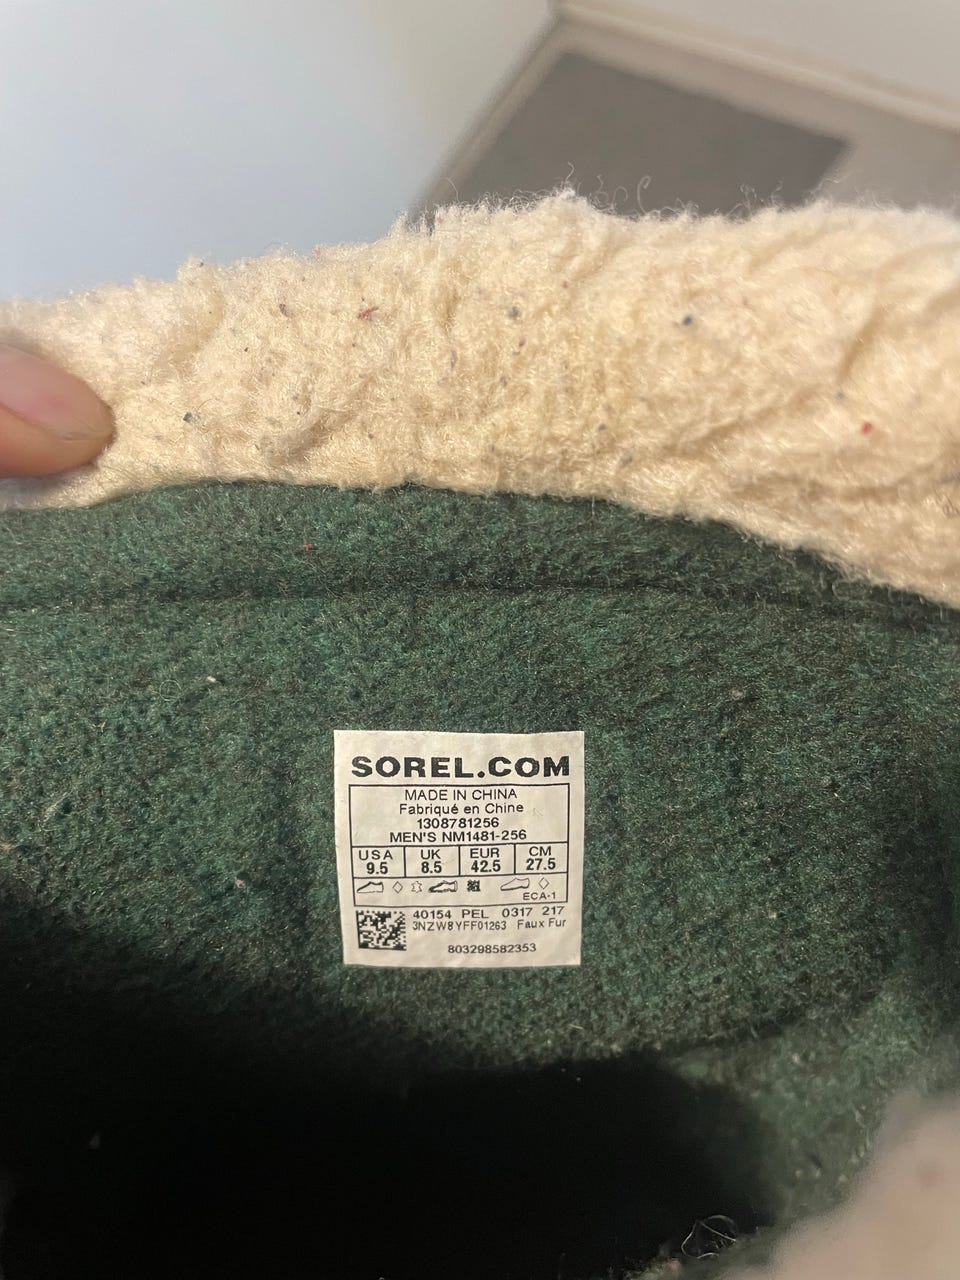 SOREL.COM
MADE IN CHINA
Fabriqué en Chine
1308781256
MEN'S NM1481-256
USA UK EUR CM
9.5 8.5 42.5 27.5
ECA-1
40154 PEL 0317 217
3NZW8YFF01263 Faux Fur
803298582353